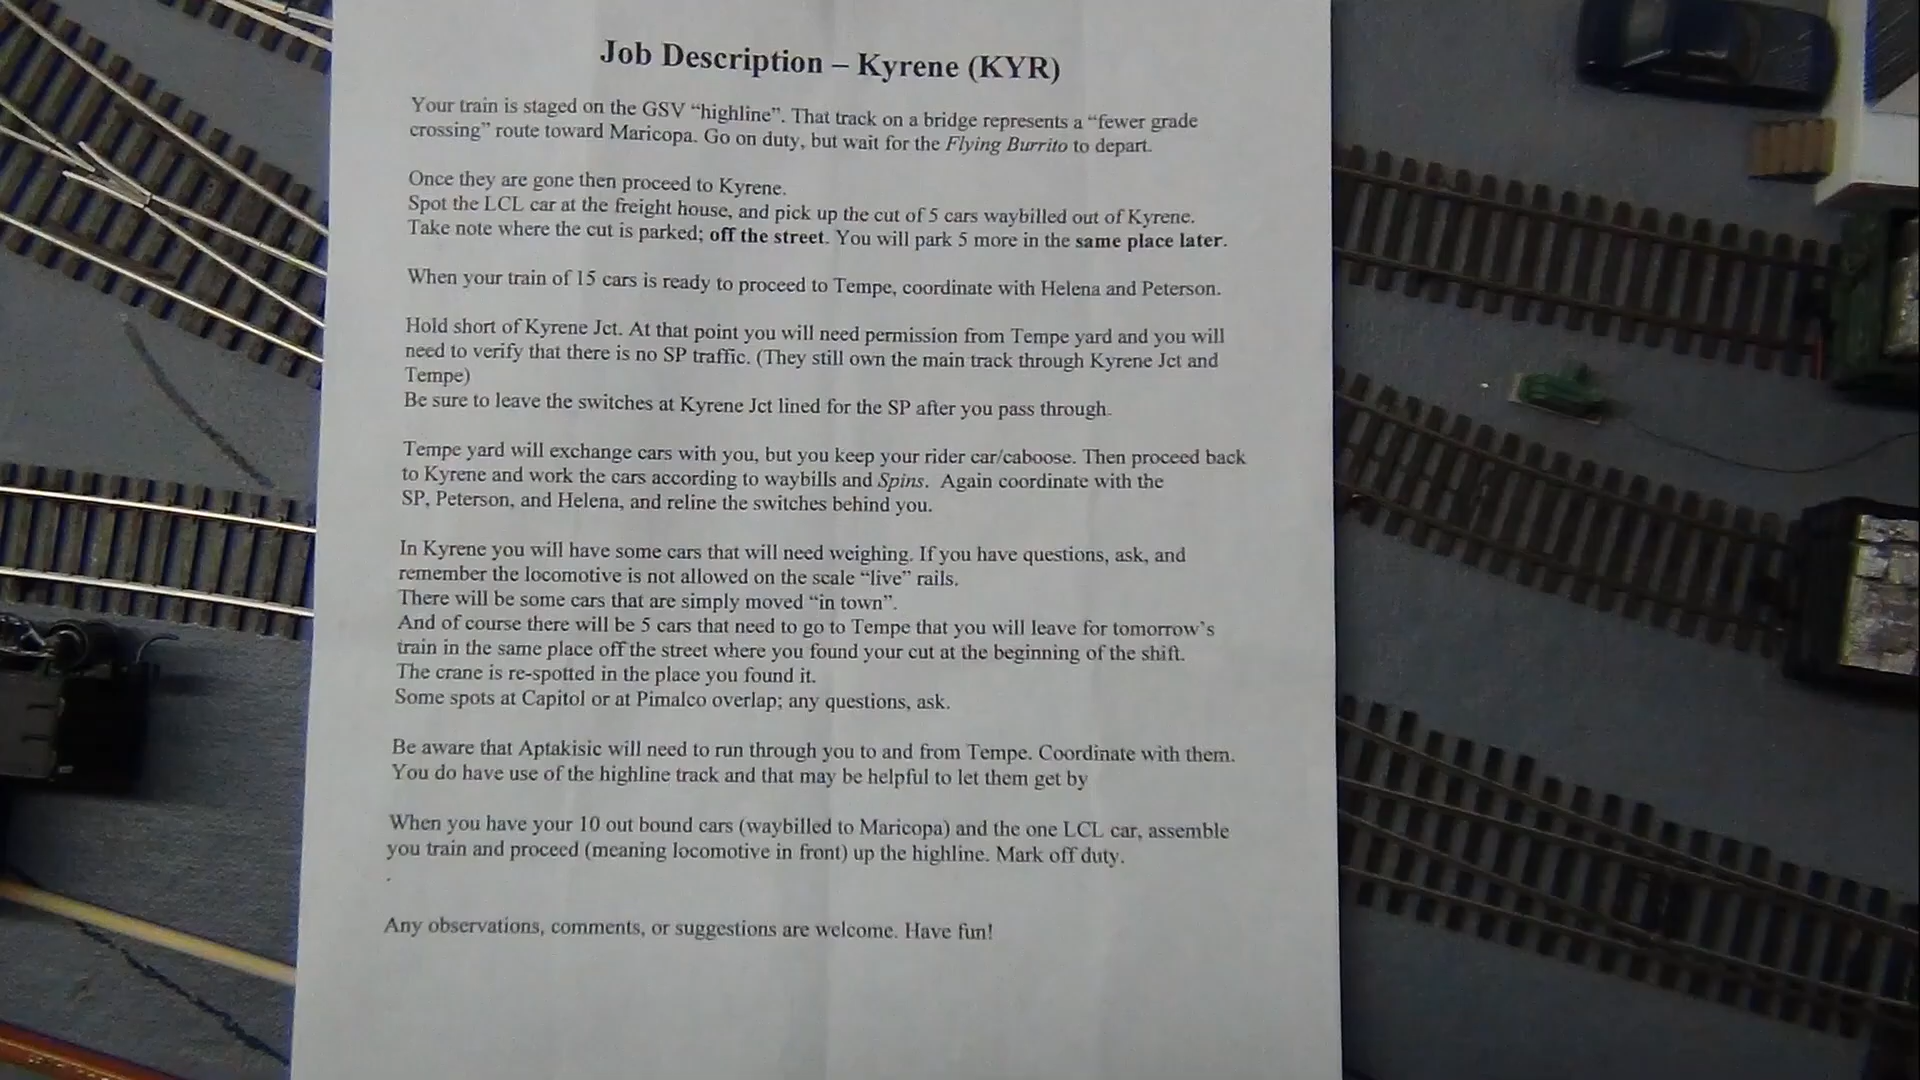 Job Description – Kyrene (KYR)
Your train is staged on the GSV “highline”. That track on a bridge represents a “fewer grade
crossing” route toward Maricopa. Go on duty, but wait for the Flying Burrito to depart.
Once they are gone then proceed to Kyrene.
Spot the LCL car at the freight house, and pick up the cut of 5 cars waybilled out of Kyrene.
Take note where the cut is parked; off the street. You will park 5 more in the same place later.
When your train of 15 cars is ready to proceed to Tempe, coordinate with Helena and Peterson.
Hold short of Kyrene Jct. At that point you will need permission from Tempe yard and you will
need to verify that there is no SP traffic. (They still own the main track through Kyrene Jct and
Tempe)
Be sure to leave the switches at Kyrene Jct lined for the SP after you pass through.
Tempe yard will exchange cars with you, but you keep your rider car/caboose. Then proceed back
to Kyrene and work the cars according to waybills and Spins. Again coordinate with the
SP, Peterson, and Helena, and reline the switches behind you.
In Kyrene you will have some cars that will need weighing. If you have questions, ask, and
remember the locomotive is not allowed on the scale “live” rails.
There will be some cars that are simply moved “in town”.
And of course there will be 5 cars that need to go to Tempe that you will leave for tomorrow’s
train in the same place off the street where you found your cut at the beginning of the shift.
The crane is re-spotted in the place you found it.
Some spots at Capitol or at Pimalco overlap; any questions, ask.
Be aware that Aptakisic will need to run through you to and from Tempe. Coordinate with them.
You do have use of the highline track and that may be helpful to let them get by
When you have your 10 out bound cars (waybilled to Maricopa) and the one LCL car, assemble
you train and proceed (meaning locomotive in front) up the highline. Mark off duty.
.
Any observations, comments, or suggestions are welcome. Have fun!